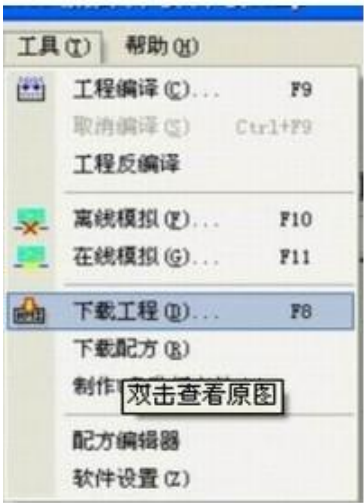 工具(T) 帮助(H)
工程编译(C)... F9
取消编译(S) Ctrl+F9
工程反编译
离线模拟(F)... F10
在线模拟(G)... F11
下载工程(D)... F8
下载配方(R)
制作
双击查看原图
配方编辑器
软件设置(Z)